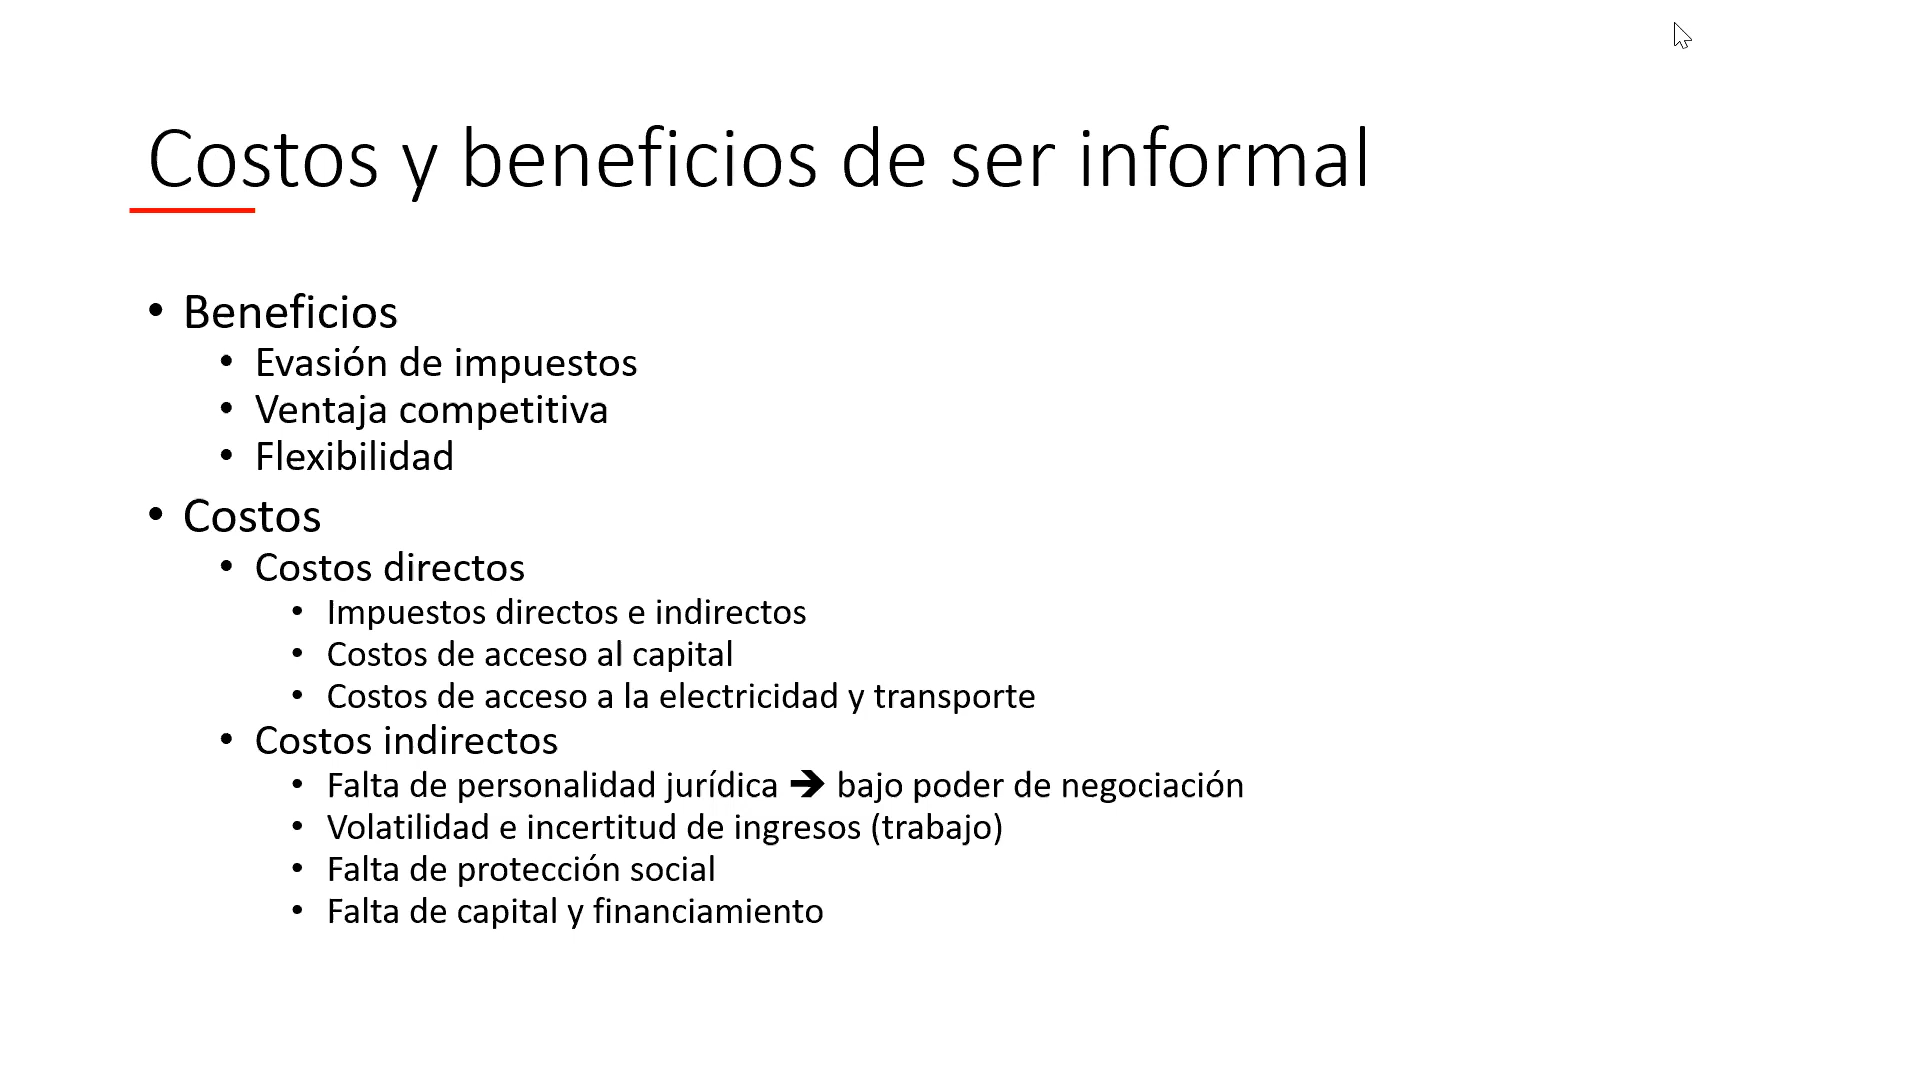 Costos y beneficios de ser informal
• Beneficios
• Evasión de impuestos
• Ventaja competitiva
• Flexibilidad
• Costos
• Costos directos
• Impuestos directos e indirectos
• Costos de acceso al capital
• Costos de acceso a la electricidad y transporte
• Costos indirectos
• Falta de personalidad jurídica ➔ bajo poder de negociación
• Volatilidad e incertitud de ingresos (trabajo)
• Falta de protección social
• Falta de capital y financiamiento